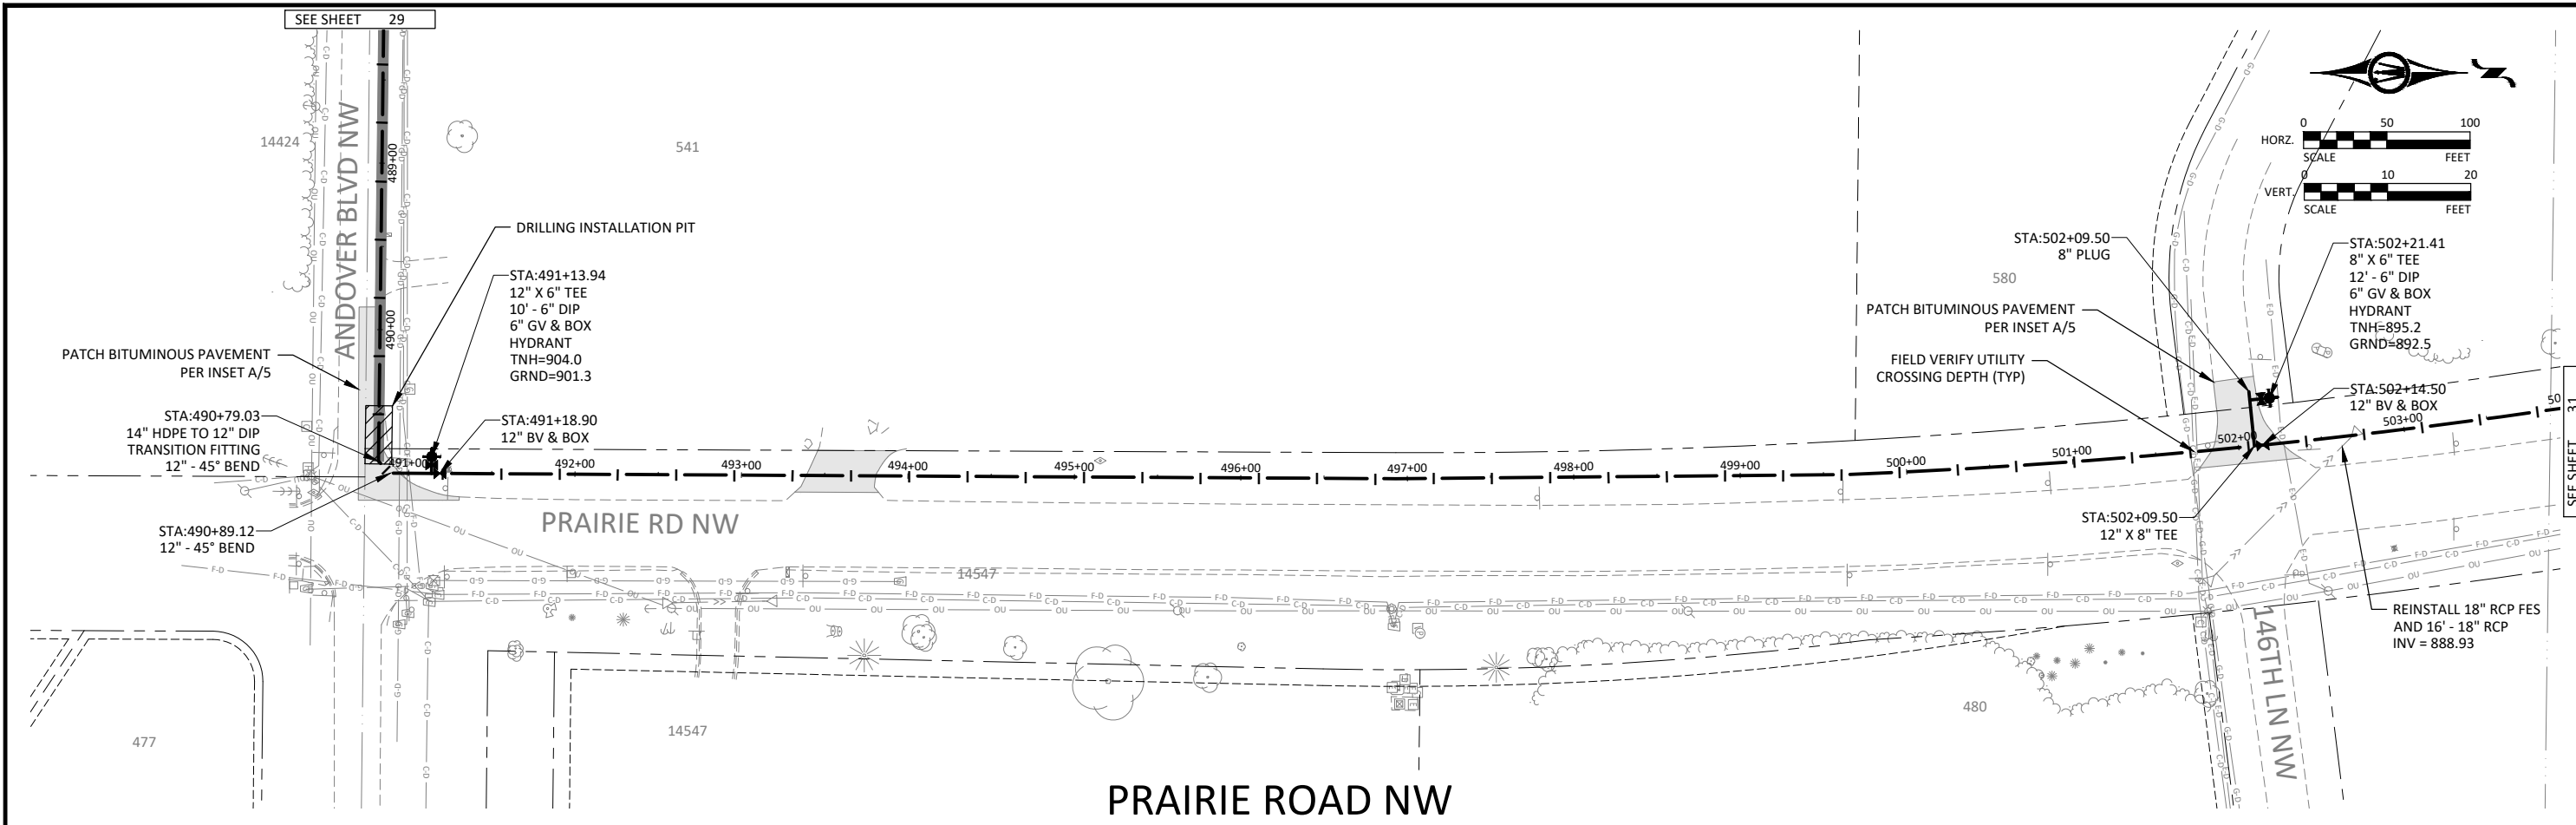 SEE SHEET 29
14424
ANDOVER BLVD NW
489+00
490+00
541
DRILLING INSTALLATION PIT
STA:491+13.94
12" X 6" TEE
10' - 6" DIP
6" GV & BOX
HYDRANT
TNH=904.0
GRND=901.3
PATCH BITUMINOUS PAVEMENT
PER INSET A/5
STA:490+79.03
14" HDPE TO 12" DIP
TRANSITION FITTING
12" - 45° BEND
STA:491+18.90
12" BV & BOX
STA:490+89.12
12" - 45° BEND
491+00
492+00
493+00
494+00
495+00
496+00
497+00
498+00
499+00
500+00
501+00
502+00
503+00
50
PRAIRIE RD NW
14547
14547
477
480
580
HORZ.
0 50 100
SCALE FEET
VERT.
0 10 20
SCALE FEET
STA:502+09.50
8" PLUG
PATCH BITUMINOUS PAVEMENT
PER INSET A/5
FIELD VERIFY UTILITY
CROSSING DEPTH (TYP)
STA:502+21.41
8" X 6" TEE
12' - 6" DIP
6" GV & BOX
HYDRANT
TNH=895.2
GRND=892.5
STA:502+14.50
12" BV & BOX
STA:502+09.50
12" X 8" TEE
SEE SHEET 31
REINSTALL 18" RCP FES
AND 16' - 18" RCP
INV = 888.93
146TH LN NW
PRAIRIE ROAD NW